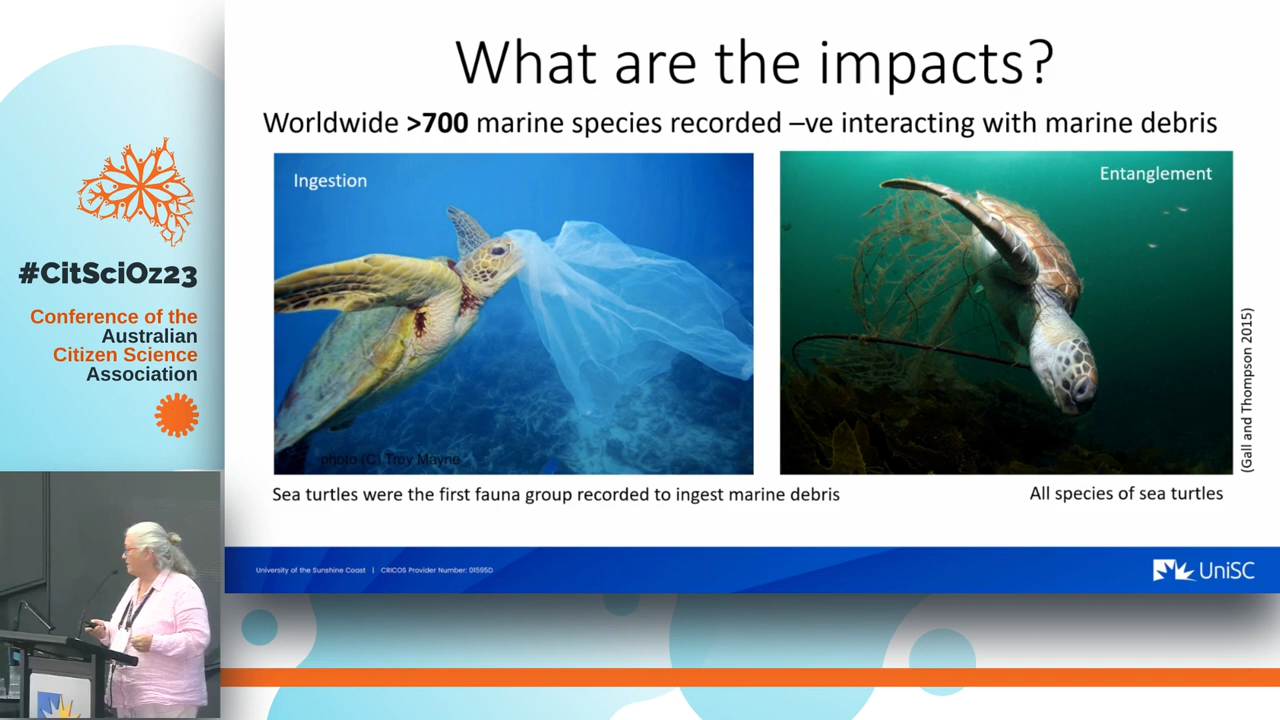 What are the impacts?
Worldwide >700 marine species recorded –ve interacting with marine debris
Ingestion
Entanglement
photo (C) Troy Mayne
(Gall and Thompson 2015)
Sea turtles were the first fauna group recorded to ingest marine debris
All species of sea turtles
University of the Sunshine Coast | CRICOS Provider Number: 01595D
UniSC
#CitSciOz23
Conference of the
Australian
Citizen Science
Association